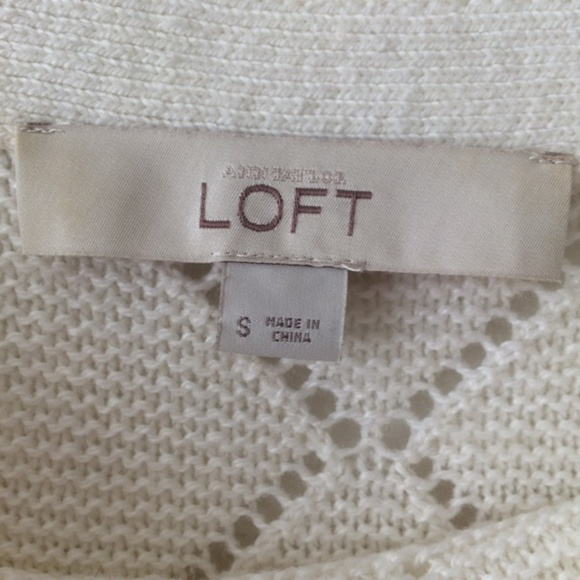 ANN TAYLOR
LOFT
S
MADE IN
CHINA